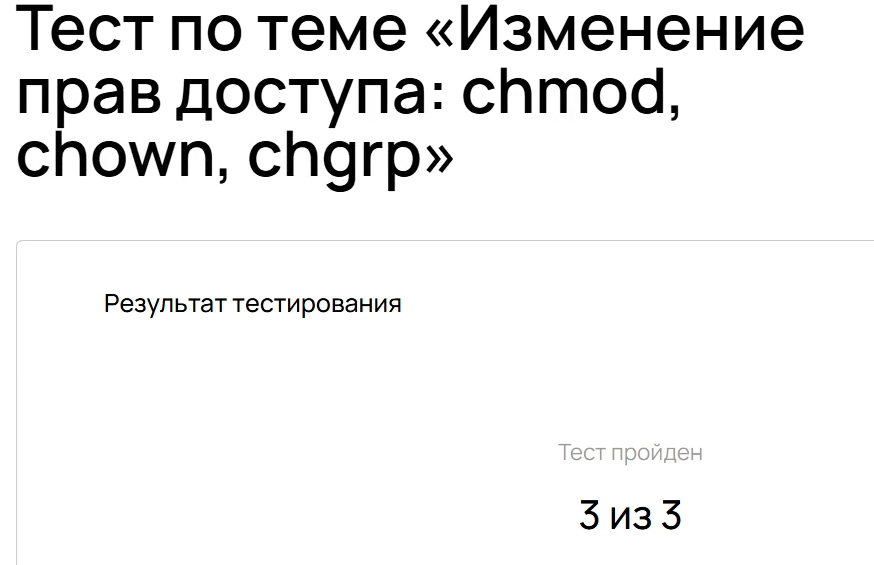 Тест по теме «Изменение
прав доступа: chmod,
chown, chgrp»
Результат тестирования
Тест пройден
3 из 3